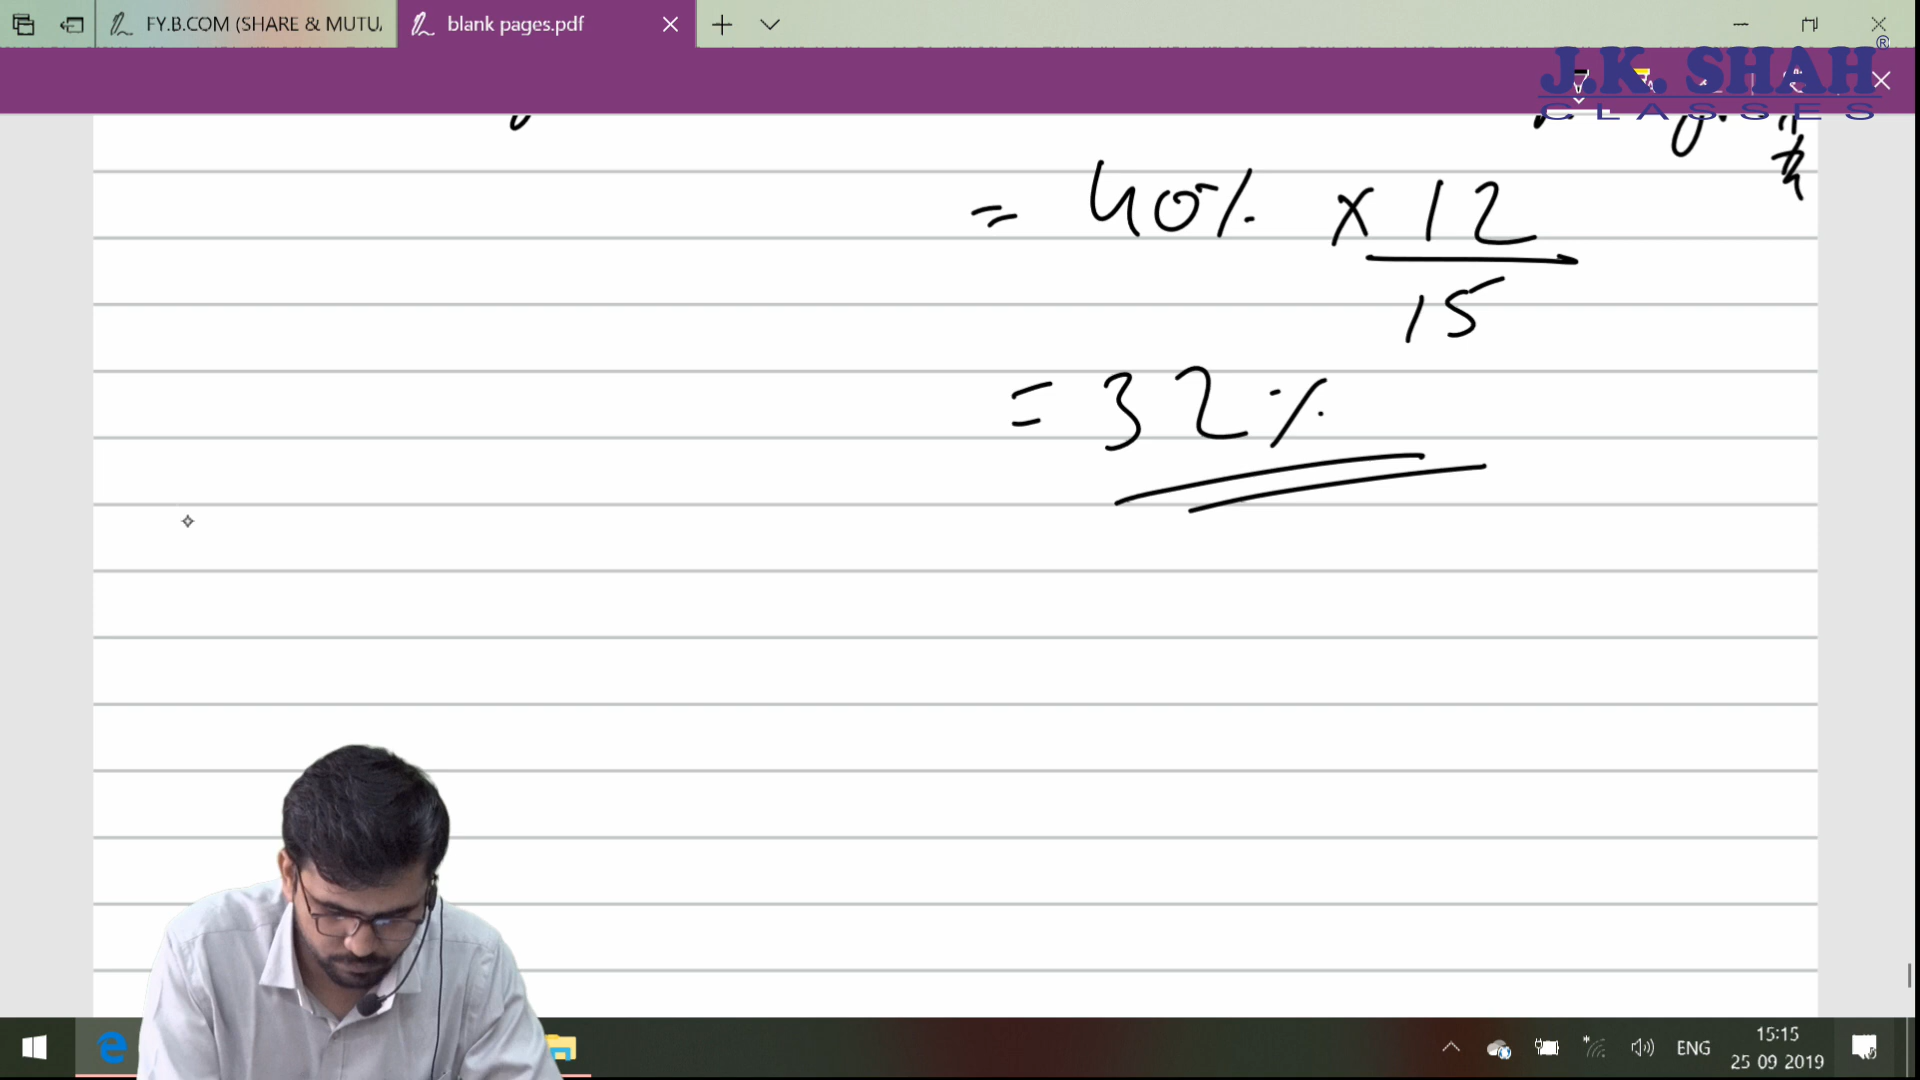 FY.B.COM (SHARE & MUTU
blank pages.pdf
J.K. SHAH®
CLASSES
= 40% × 12
15
= 32%
ENG
15:15
25 09 2019